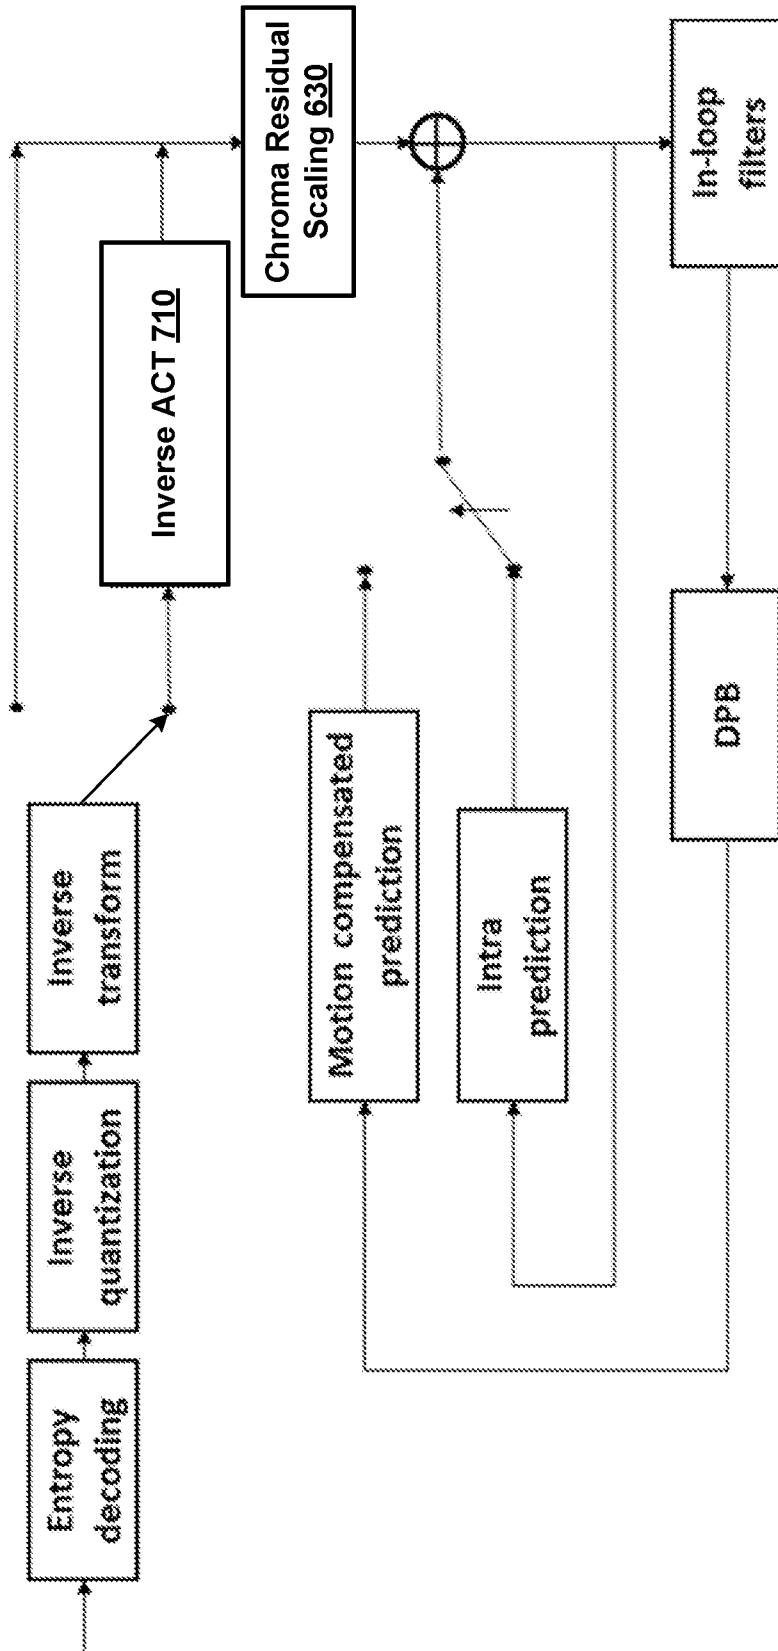 Entropy
decoding
Inverse
quantization
Inverse
transform
Inverse ACT 710
Chroma Residual
Scaling 630
Motion compensated
prediction
Intra
prediction
DPB
In-loop
filters